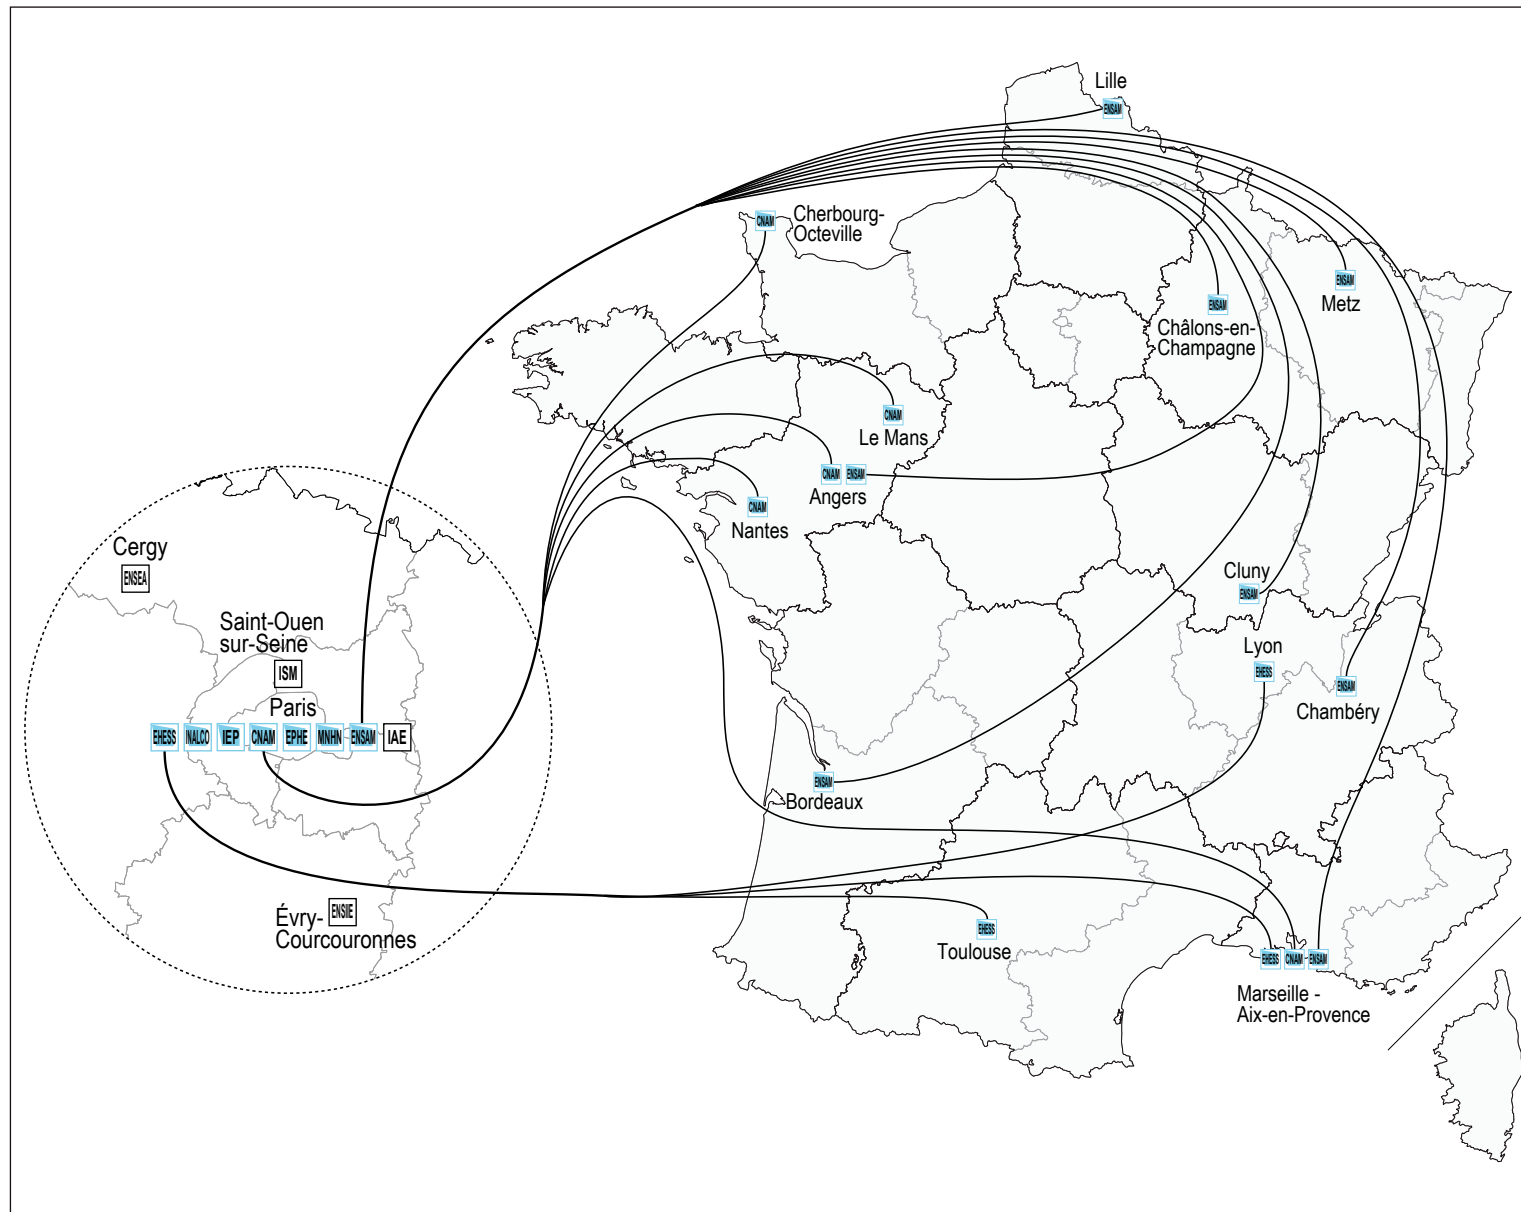 Lille
ENSAM
CNAM
Cherbourg-
Octeville
ENSAM
Metz
ENSAM
Châlons-en-
Champagne
CNAM
Le Mans
CNAM
ENSAM
Angers
CNAM
Nantes
Cergy
ENSEA
Cluny
ENSAM
Saint-Ouen
sur-Seine
ISM
Lyon
EHESS
ENSAM
Chambéry
Paris
EHESS
INALCO
IEP
CNAM
EPHE
MNHN
ENSAM
IAE
ENSAM
Bordeaux
Évry-
ENSIIE
Courcouronnes
EHESS
Toulouse
EHESS
CNAM
ENSAM
Marseille -
Aix-en-Provence